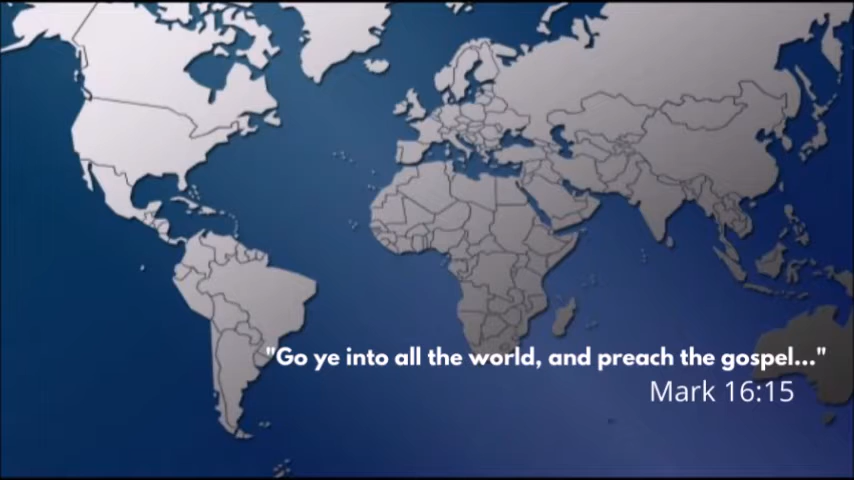 "Go ye into all the world, and preach the gospel..."
Mark 16:15